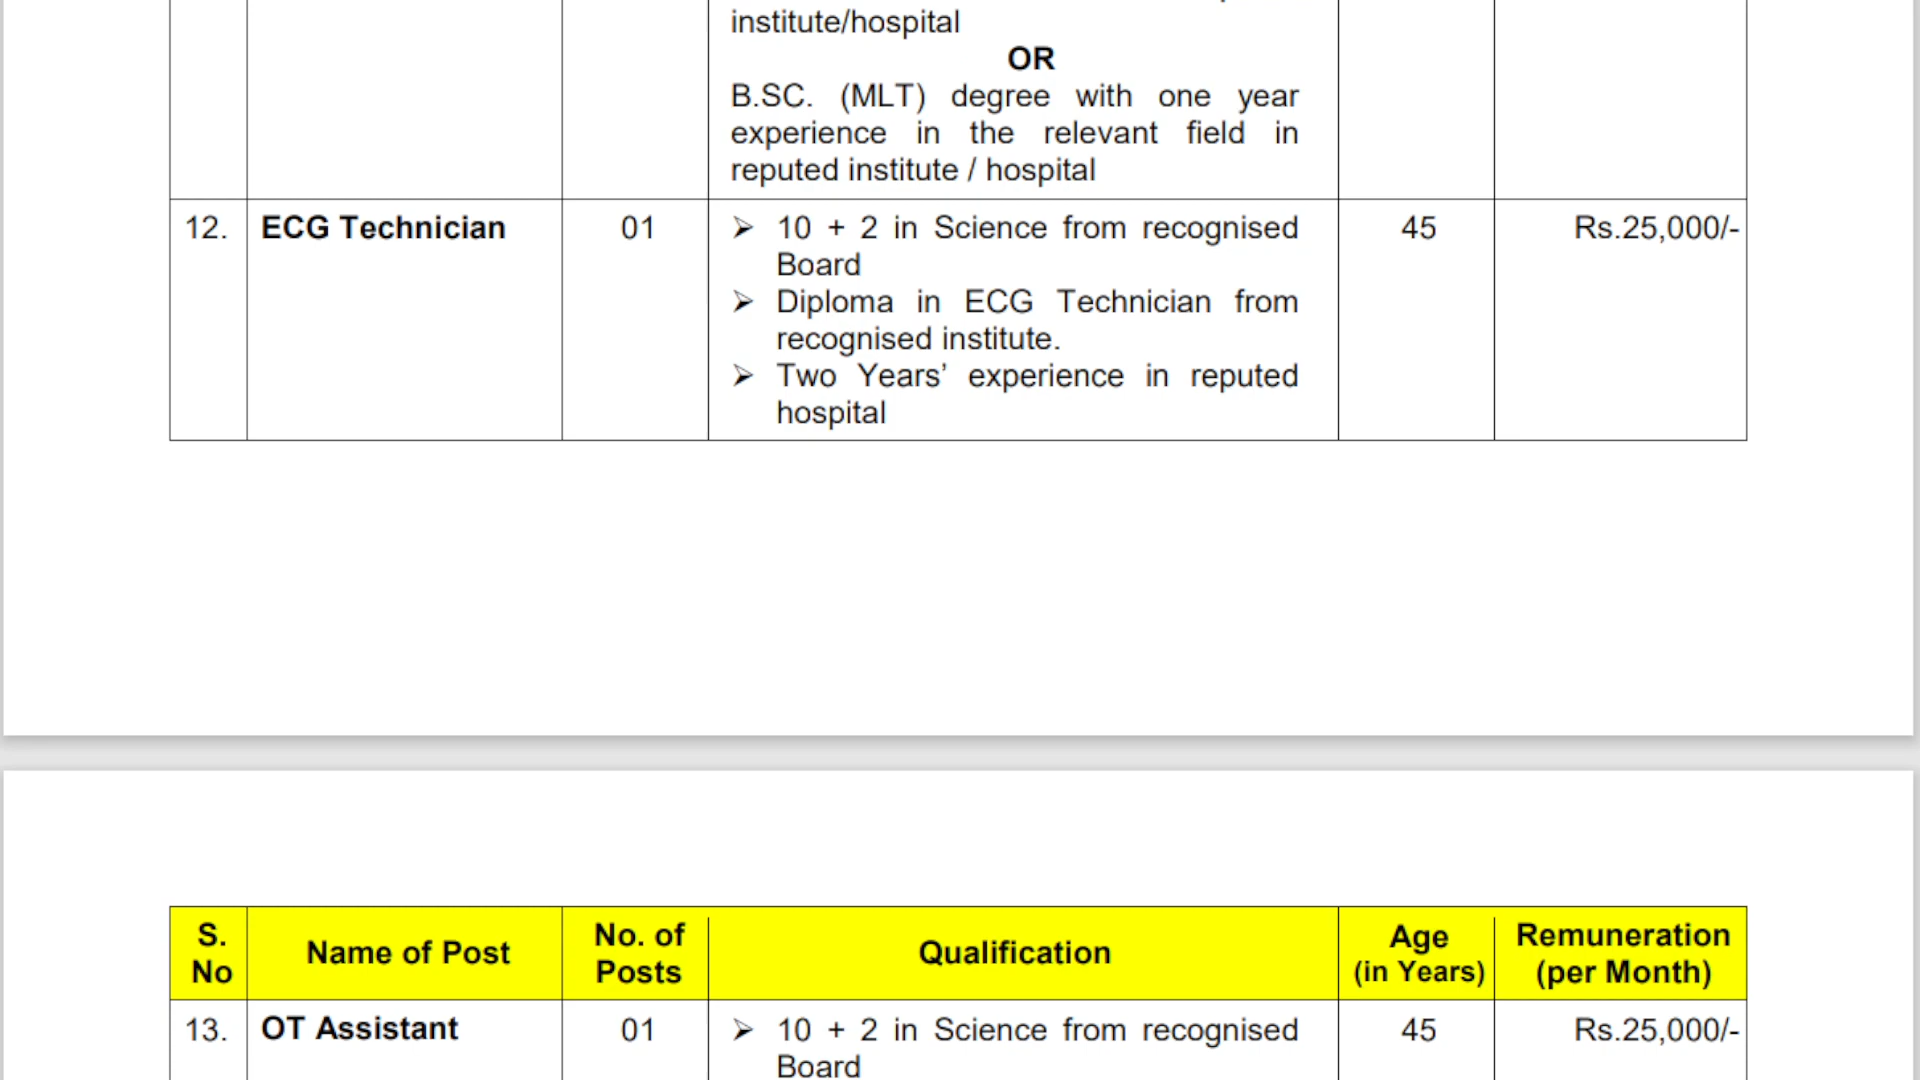 institute/hospital
OR
B.SC. (MLT) degree with one year
experience in the relevant field in
reputed institute / hospital
12. ECG Technician 01 ➢ 10 + 2 in Science from recognised 45 Rs.25,000/-
Board
➢ Diploma in ECG Technician from
recognised institute.
➢ Two Years’ experience in reputed
hospital
S. No. of Age Remuneration
Name of Post Qualification
No Posts (in Years) (per Month)
13. OT Assistant 01 ➢ 10 + 2 in Science from recognised 45 Rs.25,000/-
Board